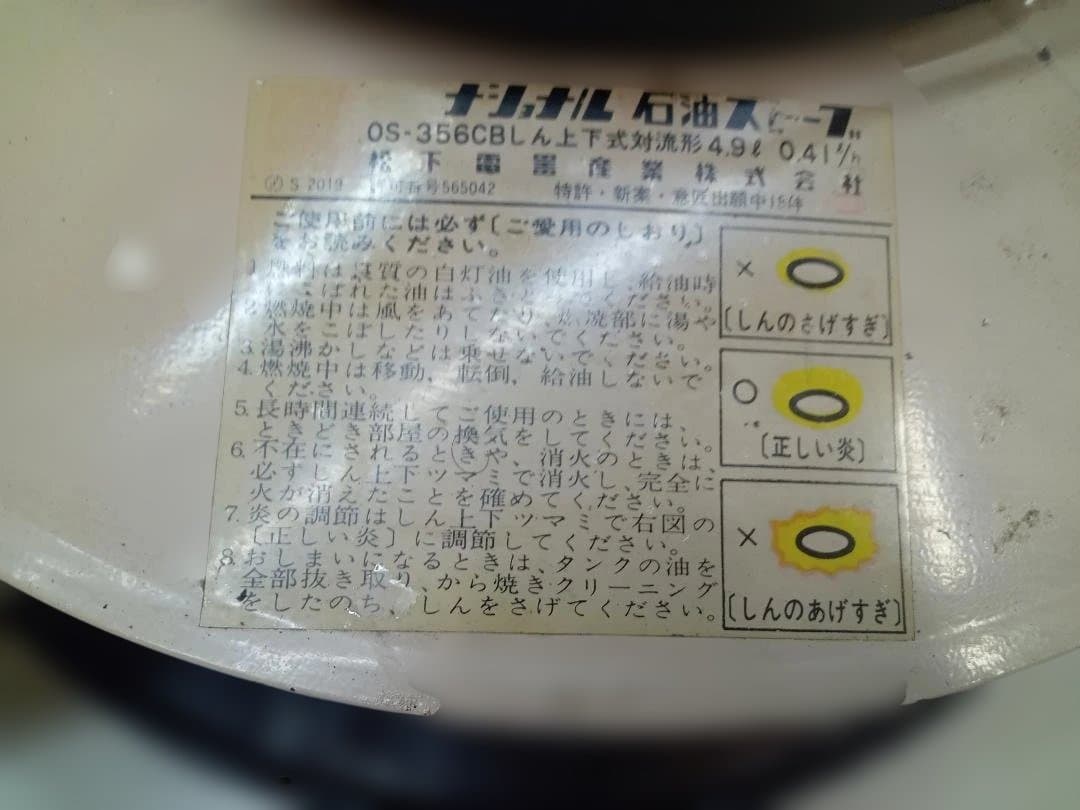 ナショナル 石油ストーブ
OS-356CBしん上下式対流形4.9ℓ 0.41ℓ/h
松下電器産業株式会社
S 2019 許可番号565042 特許・新案・意匠出願中15件
ご使用前には必ず〔ご愛用のしおり〕
をお読みください。
1. 燃料は良質の白灯油を使用し、給油時
にこぼれた油はふきとってください。
2. 燃焼中は風をあてたり、燃焼部に湯や
水をこぼしたりしないでください。
3. 湯沸かしなどは乗せないでください。
4. 燃焼中は移動, 転倒, 給油しないで
ください。
5. 長時間連続してご使用のときには、
ときどき部屋の換気をしてください。
6. 不在にされるときや、消火のときは、
必ずしん上下ツマミで消火し、完全に
火が消えたことを確めてください。
7. 炎の調節はしん上下ツマミで右図の
〔正しい炎〕に調節してください。
8. おしまいになるときは、タンクの油を
全部抜き取り、から焼きクリーニング
をしたのち、しんをさげてください。
×
〔しんのさげすぎ〕
○
〔正しい炎〕
×
〔しんのあげすぎ〕